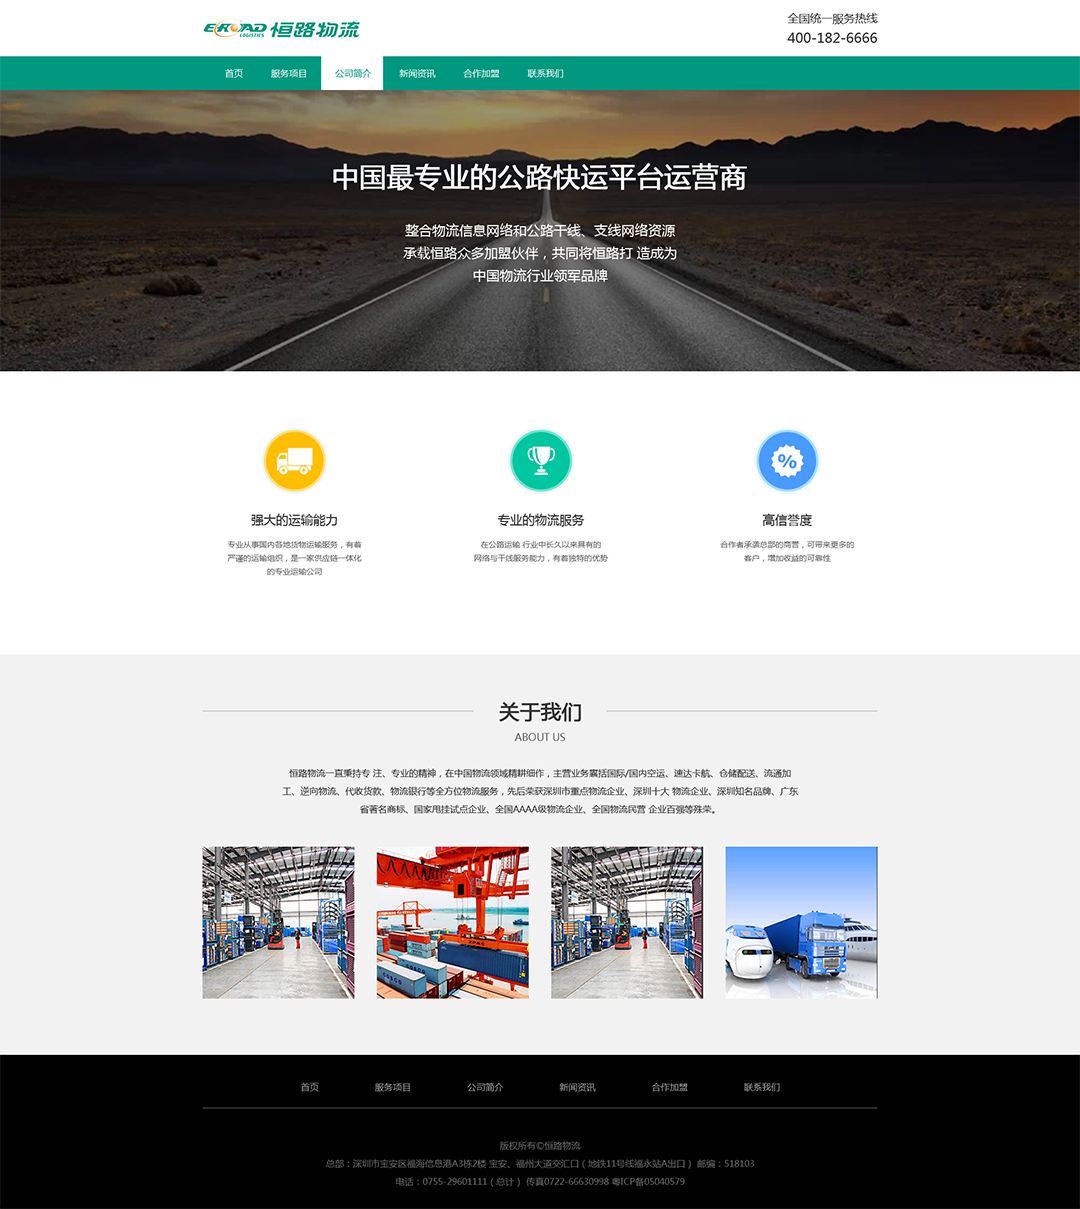 EROAD LOGISTICS 恒路物流
全国统一服务热线
400-182-6666
首页 服务项目 公司简介 新闻资讯 合作加盟 联系我们
中国最专业的公路快运平台运营商
整合物流信息网络和公路干线、支线网络资源
承载恒路众多加盟伙伴，共同将恒路打 造成为
中国物流行业领军品牌
强大的运输能力
专业从事国内各地货物运输服务，有着
严谨的运输组织，是一家供应链一体化
的专业运输公司
专业的物流服务
在公路运输 行业中长久以来具有的
网络与干线服务能力，有着独特的优势
%
高信誉度
合作者承袭总部的商誉，可带来更多的
客户，增加收益的可靠性
关于我们
ABOUT US
恒路物流一直秉持专 注、专业的精神，在中国物流领域精耕细作，主营业务囊括国际/国内空运、速达卡航、仓储配送、流通加
工、逆向物流、代收货款、物流银行等全方位物流服务，先后荣获深圳市重点物流企业、深圳十大 物流企业、深圳知名品牌、广东
省著名商标、国家甩挂试点企业、全国AAAA级物流企业、全国物流民营 企业百强等殊荣。
首页 服务项目 公司简介 新闻资讯 合作加盟 联系我们
版权所有©恒路物流
总部：深圳市宝安区福海信息港A3栋2楼 宝安、福州大道交汇口（地铁11号线福永站A出口） 邮编：518103
电话：0755-29601111（总计） 传真0722-66630998 粤ICP备05040579